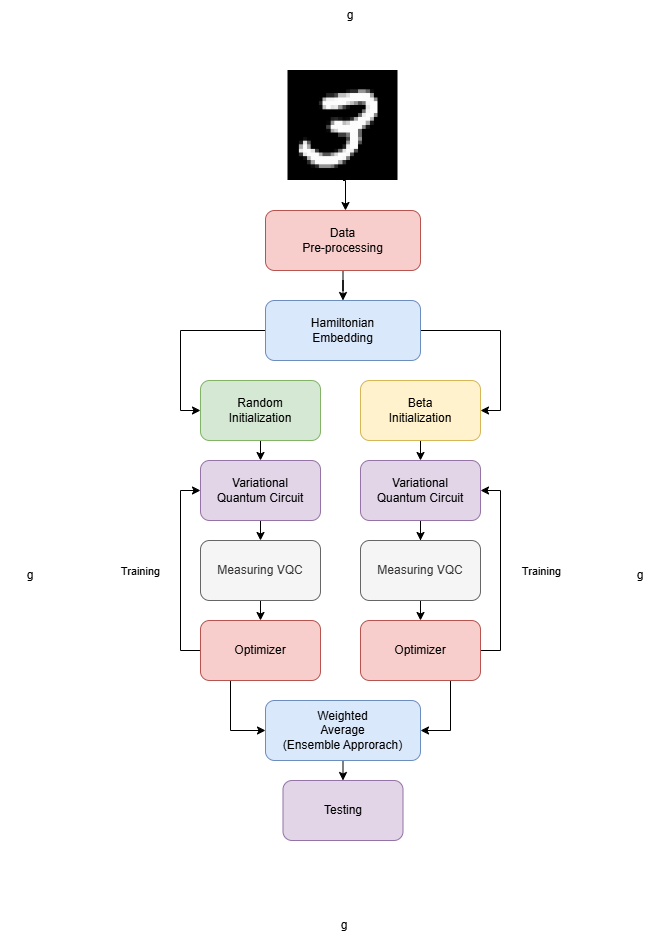 g
3
Data
Pre-processing
Hamiltonian
Embedding
Random
Initialization
Beta
Initialization
Variational
Quantum Circuit
Variational
Quantum Circuit
Measuring VQC
Measuring VQC
Training
Training
g
g
Optimizer
Optimizer
Weighted
Average
(Ensemble Approrach)
Testing
g